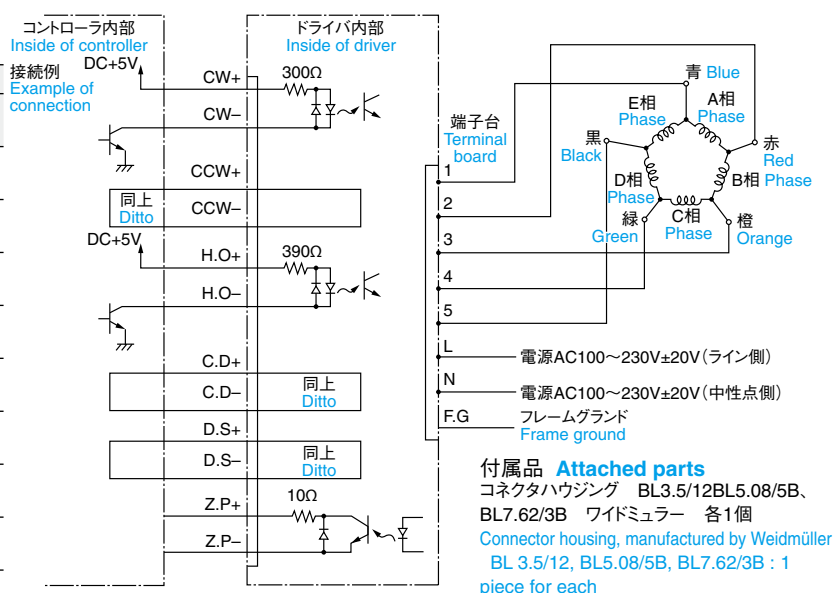 コントローラ内部
Inside of controller
接続例
Example of
connection
DC+5V
ドライバ内部
Inside of driver
CW+
300Ω
CW–
CCW+
同上
Ditto
CCW–
DC+5V
H.O+
390Ω
H.O–
C.D+
C.D–
同上
Ditto
D.S+
D.S–
同上
Ditto
Z.P+
10Ω
Z.P–
端子台
Terminal
board
1
2
3
4
5
L
N
F.G
青 Blue
E相
Phase
A相
Phase
黒
Black
赤
Red
D相
Phase
B相 Phase
緑
Green
C相
Phase
橙
Orange
電源AC100〜230V±20V（ライン側）
電源AC100〜230V±20V（中性点側）
フレームグランド
Frame ground
付属品 Attached parts
コネクタハウジング BL3.5/12BL5.08/5B、
BL7.62/3B ワイドミュラー 各1個
Connector housing, manufactured by Weidmüller
BL 3.5/12, BL5.08/5B, BL7.62/3B : 1
piece for each